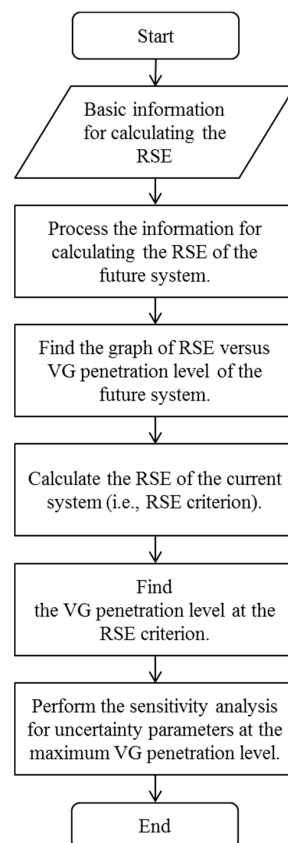 Start
Basic information
for calculating the
RSE
Process the information for
calculating the RSE of the
future system.
Find the graph of RSE versus
VG penetration level of the
future system.
Calculate the RSE of the current
system (i.e., RSE criterion).
Find
the VG penetration level at the
RSE criterion.
Perform the sensitivity analysis
for uncertainty parameters at the
maximum VG penetration level.
End